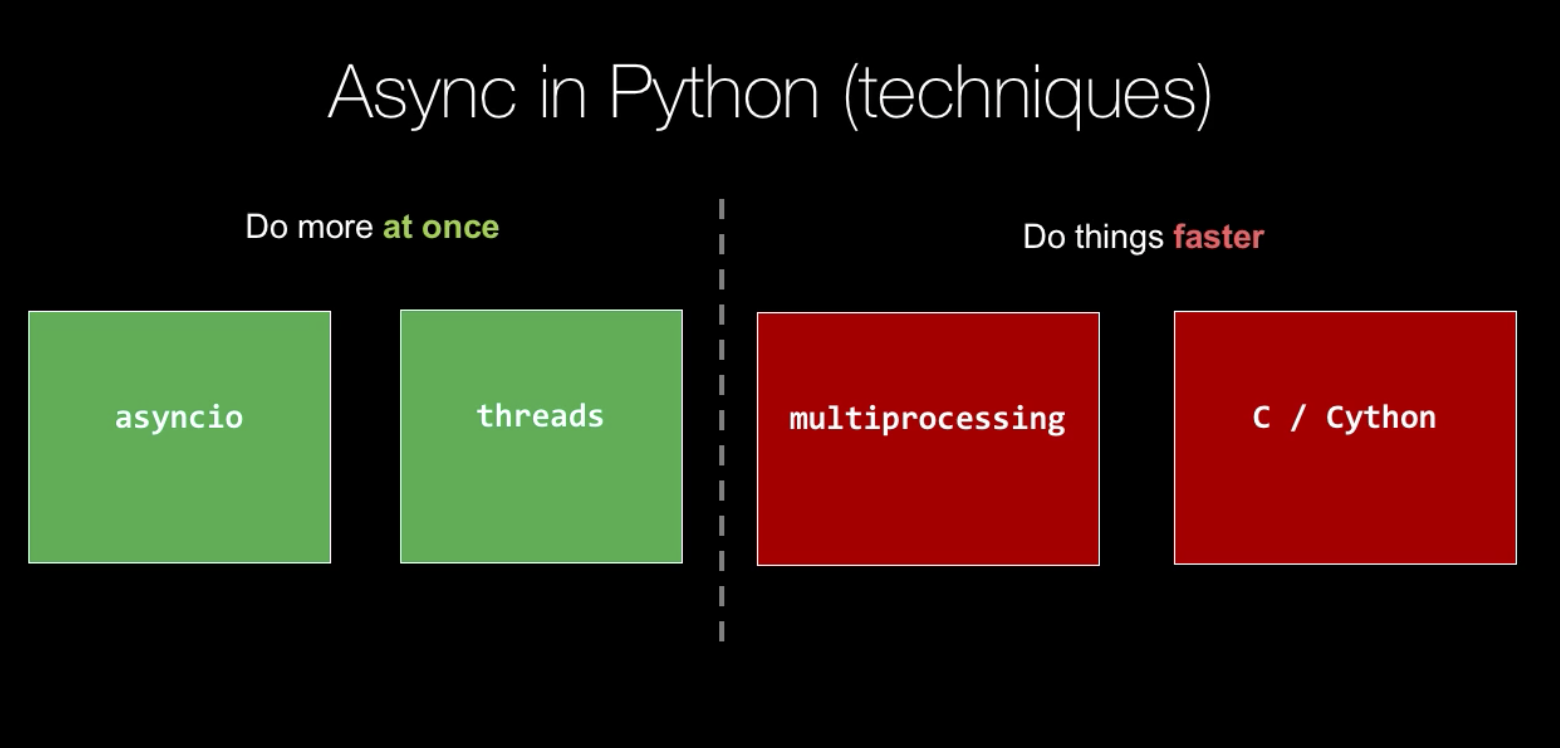 Async in Python (techniques)
Do more at once
Do things faster
asyncio
threads
multiprocessing
C / Cython